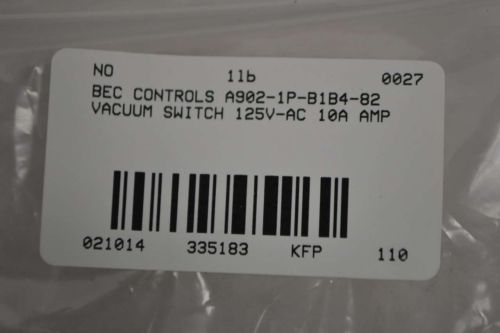 NO 1lb 0027
BEC CONTROLS A902-1P-B1B4-82
VACUUM SWITCH 125V-AC 10A AMP
021014 335183 KFP 110